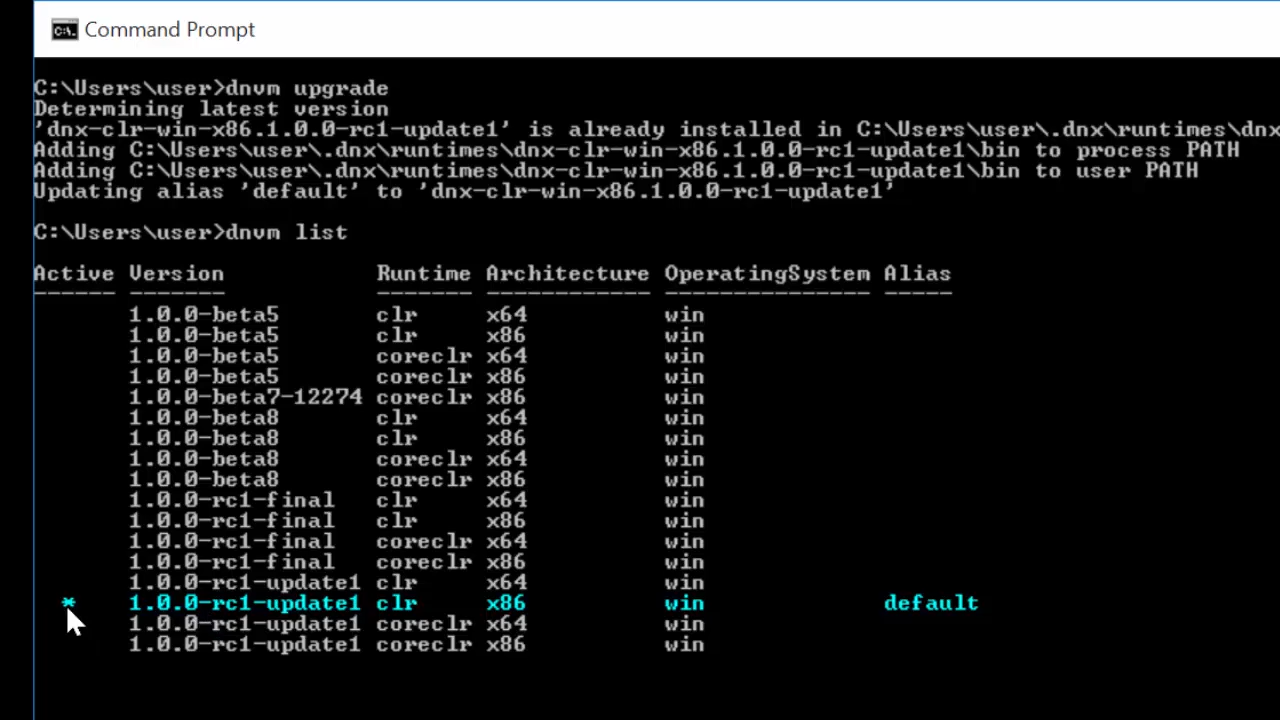 Command Prompt
C:\Users\user>dnvm upgrade
Determining latest version
'dnx-clr-win-x86.1.0.0-rc1-update1' is already installed in C:\Users\user\.dnx\runtimes\dnx
Adding C:\Users\user\.dnx\runtimes\dnx-clr-win-x86.1.0.0-rc1-update1\bin to process PATH
Adding C:\Users\user\.dnx\runtimes\dnx-clr-win-x86.1.0.0-rc1-update1\bin to user PATH
Updating alias 'default' to 'dnx-clr-win-x86.1.0.0-rc1-update1'
C:\Users\user>dnvm list
Active Version Runtime Architecture OperatingSystem Alias
------ ------- ------- ------------ --------------- -----
1.0.0-beta5 clr x64 win
1.0.0-beta5 clr x86 win
1.0.0-beta5 coreclr x64 win
1.0.0-beta5 coreclr x86 win
1.0.0-beta7-12274 coreclr x86 win
1.0.0-beta8 clr x64 win
1.0.0-beta8 clr x86 win
1.0.0-beta8 coreclr x64 win
1.0.0-beta8 coreclr x86 win
1.0.0-rc1-final clr x64 win
1.0.0-rc1-final clr x86 win
1.0.0-rc1-final coreclr x64 win
1.0.0-rc1-final coreclr x86 win
1.0.0-rc1-update1 clr x64 win
* 1.0.0-rc1-update1 clr x86 win default
1.0.0-rc1-update1 coreclr x64 win
1.0.0-rc1-update1 coreclr x86 win